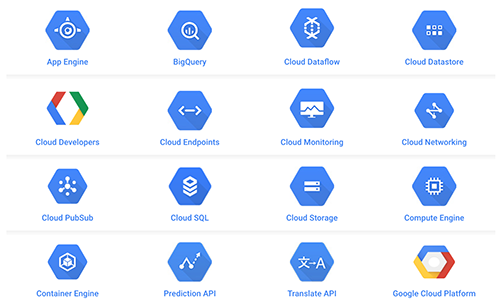 App Engine
BigQuery
Cloud Dataflow
Cloud Datastore
Cloud Developers
Cloud Endpoints
Cloud Monitoring
Cloud Networking
Cloud PubSub
Cloud SQL
Cloud Storage
Compute Engine
Container Engine
Prediction API
文→A
Translate API
Google Cloud Platform